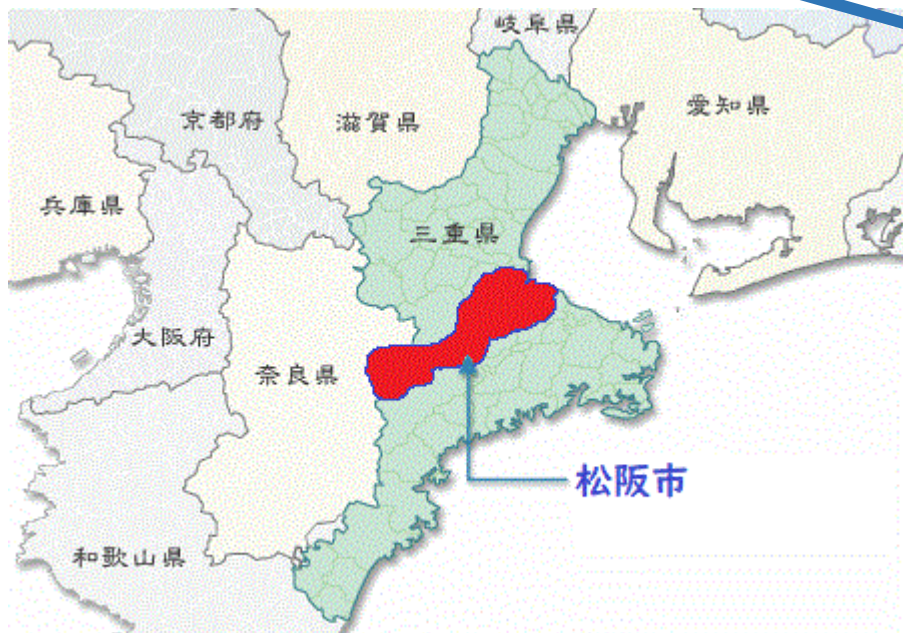 岐阜県
愛知県
京都府
滋賀県
兵庫県
三重県
大阪府
奈良県
松阪市
和歌山県